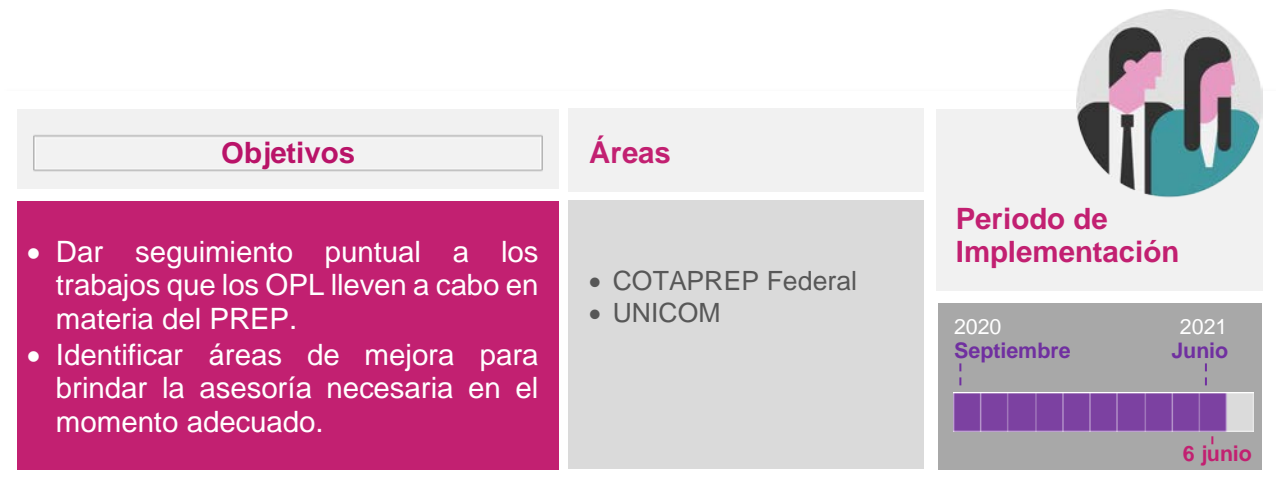 Objetivos
• Dar seguimiento puntual a los
trabajos que los OPL lleven a cabo en
materia del PREP.
• Identificar áreas de mejora para
brindar la asesoría necesaria en el
momento adecuado.
Áreas
• COTAPREP Federal
• UNICOM
Periodo de
Implementación
2020 2021
Septiembre Junio
6 junio